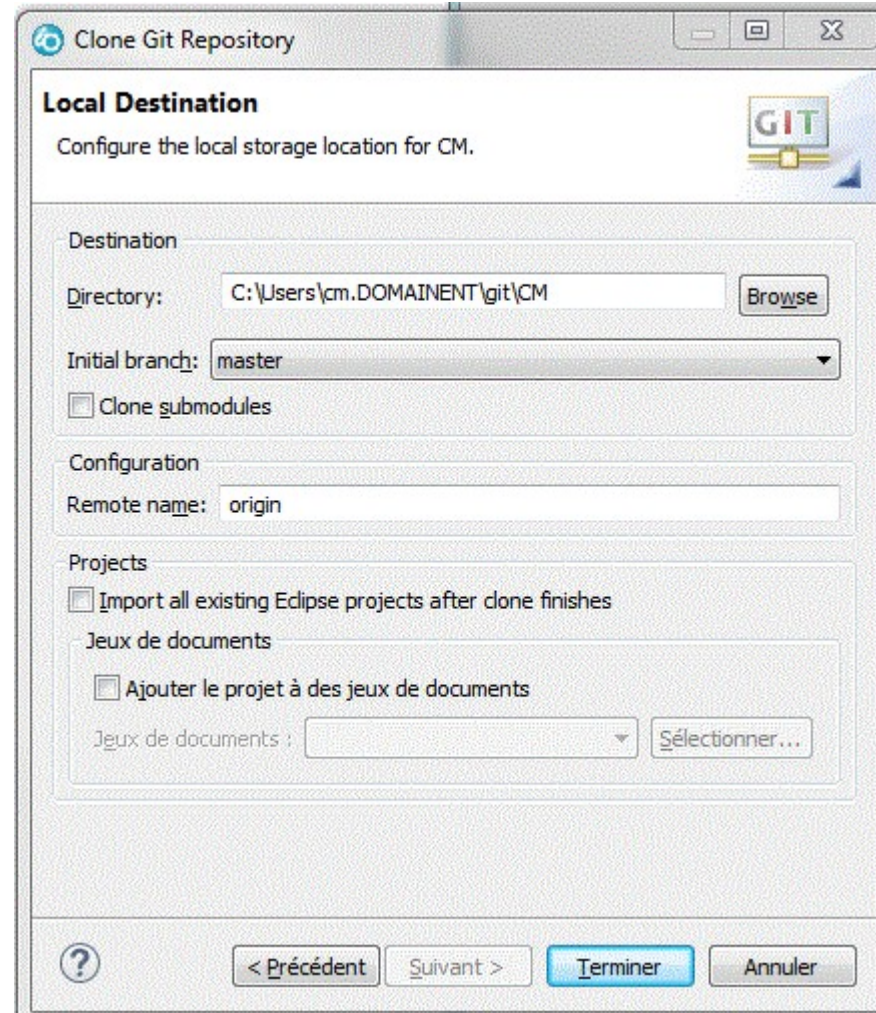 Clone Git Repository
Local Destination
Configure the local storage location for CM.
GIT
Destination
Directory: C:\Users\cm.DOMAINENT\git\CM Browse
Initial branch: master
Clone submodules
Configuration
Remote name: origin
Projects
Import all existing Eclipse projects after clone finishes
Jeux de documents
Ajouter le projet à des jeux de documents
Jeux de documents : Sélectionner...
? < Précédent Suivant > Terminer Annuler